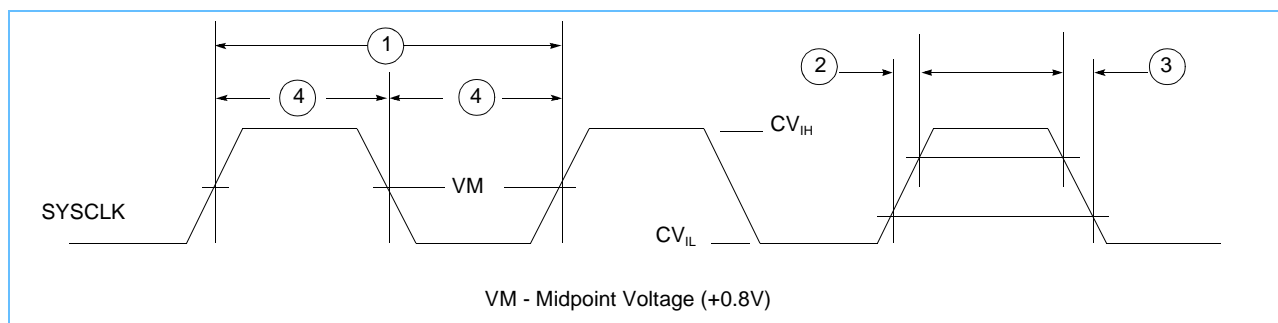 1
2
3
4
4
CV_IH
VM
SYSCLK
CV_IL
VM - Midpoint Voltage (+0.8V)